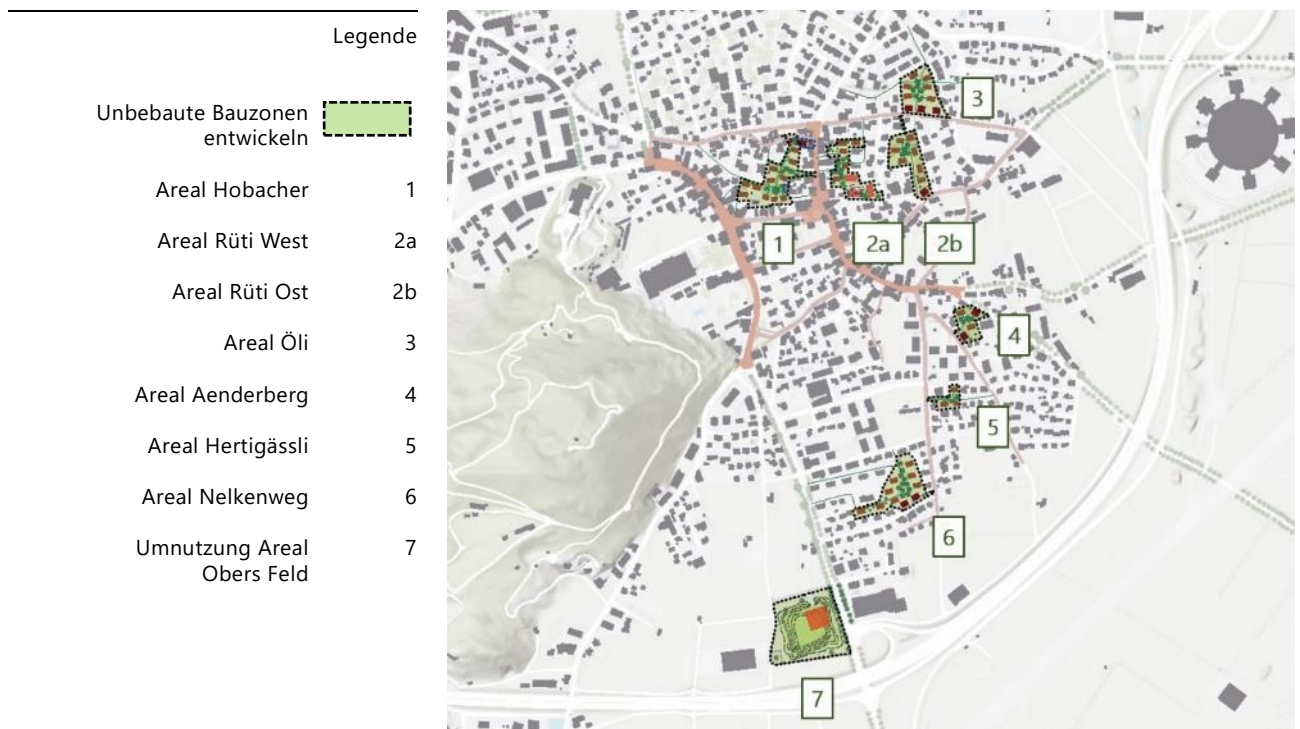 Legende
Unbebaute Bauzonen
entwickeln
Areal Hobacher 1
Areal Rüti West 2a
Areal Rüti Ost 2b
Areal Öli 3
Areal Aenderberg 4
Areal Hertigässli 5
Areal Nelkenweg 6
Umnutzung Areal 7
Obers Feld
3
1
2a
2b
4
5
6
7